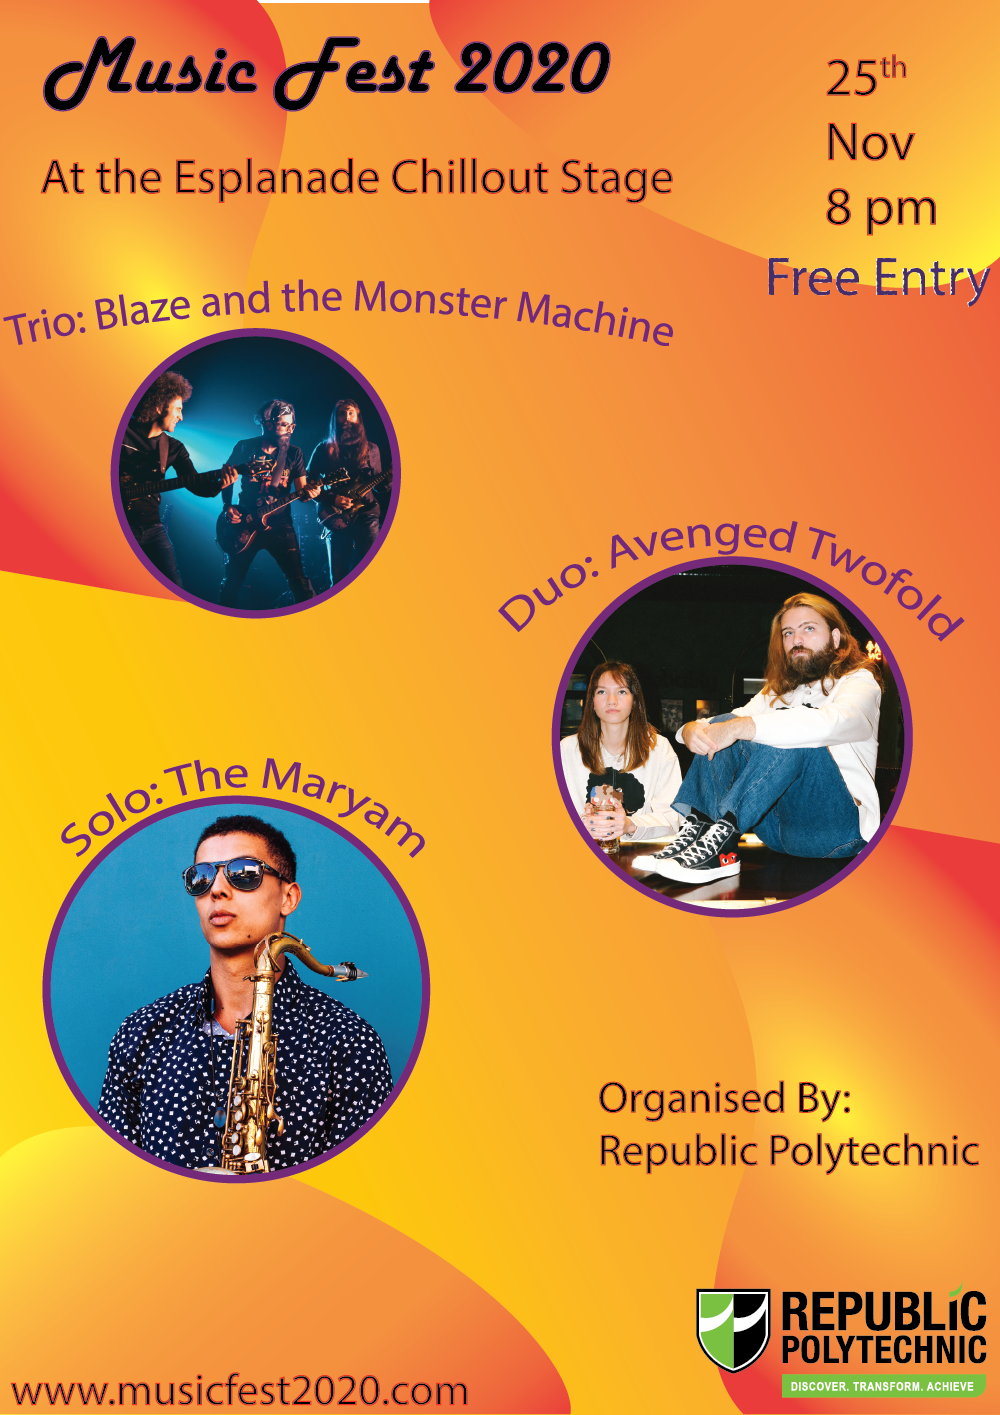 Music Fest 2020
At the Esplanade Chillout Stage
25th
Nov
8 pm
Free Entry
Trio: Blaze and the Monster Machine
Duo: Avenged Twofold
Solo: The Maryam
Organised By:
Republic Polytechnic
www.musicfest2020.com
REPUBLIC
POLYTECHNIC
DISCOVER. TRANSFORM. ACHIEVE